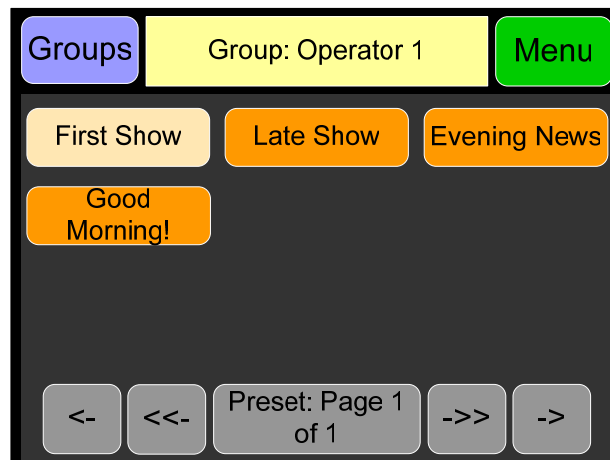 Groups
Group: Operator 1
Menu
First Show
Late Show
Evening News
Good
Morning!
<-
<<-
Preset: Page 1
of 1
->>
->